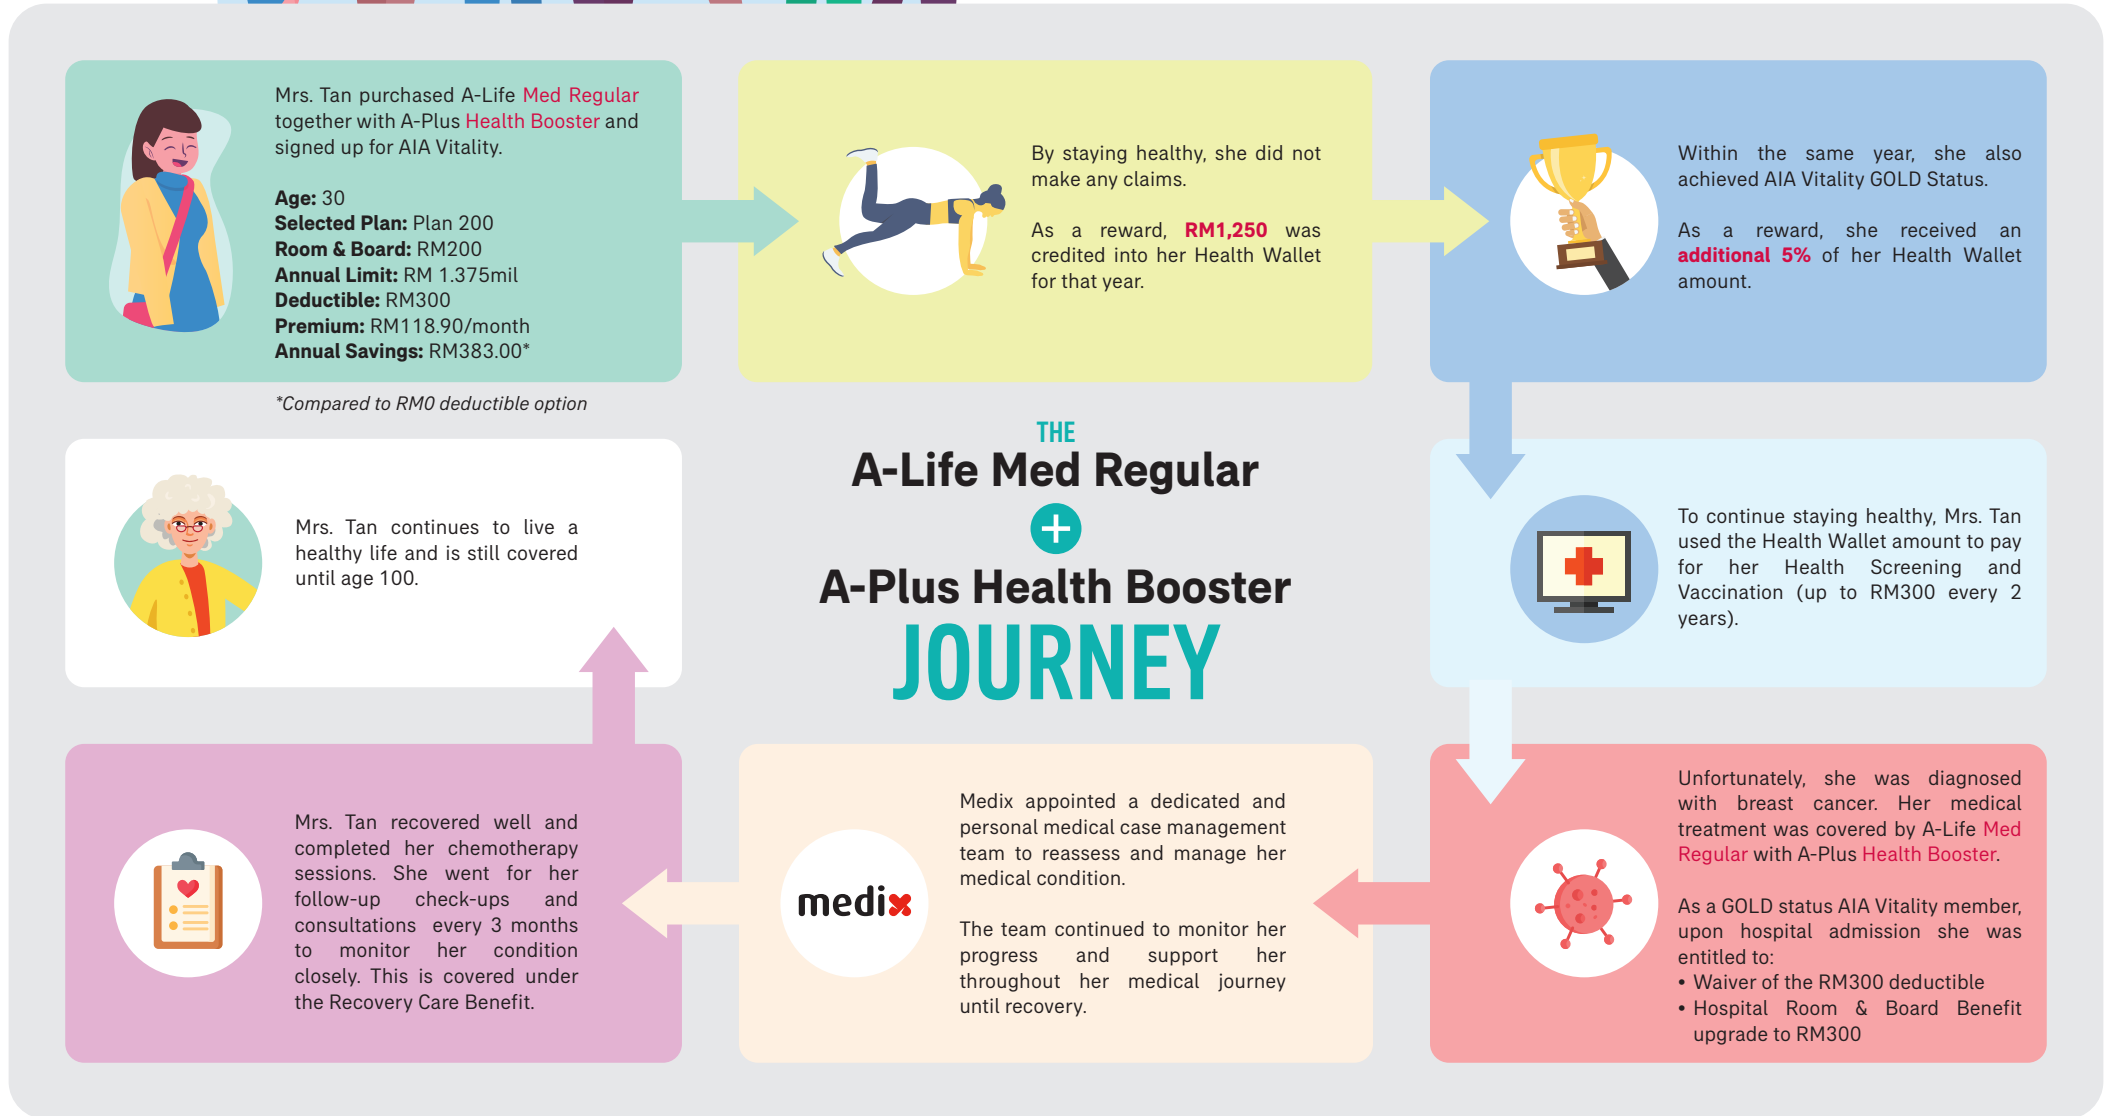 Mrs. Tan purchased A-Life Med Regular
together with A-Plus Health Booster and
signed up for AIA Vitality.
Age: 30
Selected Plan: Plan 200
Room & Board: RM200
Annual Limit: RM 1.375mil
Deductible: RM300
Premium: RM118.90/month
Annual Savings: RM383.00*
*Compared to RM0 deductible option
By staying healthy, she did not
make any claims.
As a reward, RM1,250 was
credited into her Health Wallet
for that year.
Within the same year, she also
achieved AIA Vitality GOLD Status.
As a reward, she received an
additional 5% of her Health Wallet
amount.
THE
A-Life Med Regular
+
A-Plus Health Booster
JOURNEY
To continue staying healthy, Mrs. Tan
used the Health Wallet amount to pay
for her Health Screening and
Vaccination (up to RM300 every 2
years).
Unfortunately, she was diagnosed
with breast cancer. Her medical
treatment was covered by A-Life Med
Regular with A-Plus Health Booster.
As a GOLD status AIA Vitality member,
upon hospital admission she was
entitled to:
• Waiver of the RM300 deductible
• Hospital Room & Board Benefit
upgrade to RM300
medix
Medix appointed a dedicated and
personal medical case management
team to reassess and manage her
medical condition.
The team continued to monitor her
progress and support her
throughout her medical journey
until recovery.
Mrs. Tan recovered well and
completed her chemotherapy
sessions. She went for her
follow-up check-ups and
consultations every 3 months
to monitor her condition
closely. This is covered under
the Recovery Care Benefit.
Mrs. Tan continues to live a
healthy life and is still covered
until age 100.